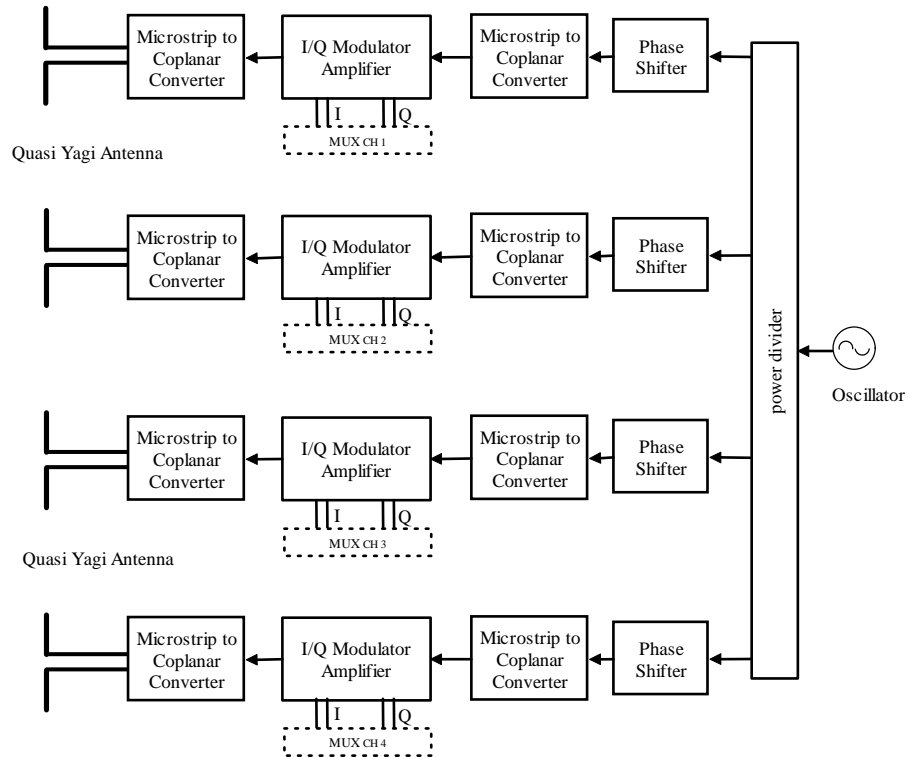 Microstrip to
Coplanar
Converter
I/Q Modulator
Amplifier
Microstrip to
Coplanar
Converter
Phase
Shifter
I
Q
MUX CH 1
Quasi Yagi Antenna
Microstrip to
Coplanar
Converter
I/Q Modulator
Amplifier
Microstrip to
Coplanar
Converter
Phase
Shifter
I
Q
MUX CH 2
power divider
Oscillator
Microstrip to
Coplanar
Converter
I/Q Modulator
Amplifier
Microstrip to
Coplanar
Converter
Phase
Shifter
I
Q
MUX CH 3
Quasi Yagi Antenna
Microstrip to
Coplanar
Converter
I/Q Modulator
Amplifier
Microstrip to
Coplanar
Converter
Phase
Shifter
I
Q
MUX CH 4